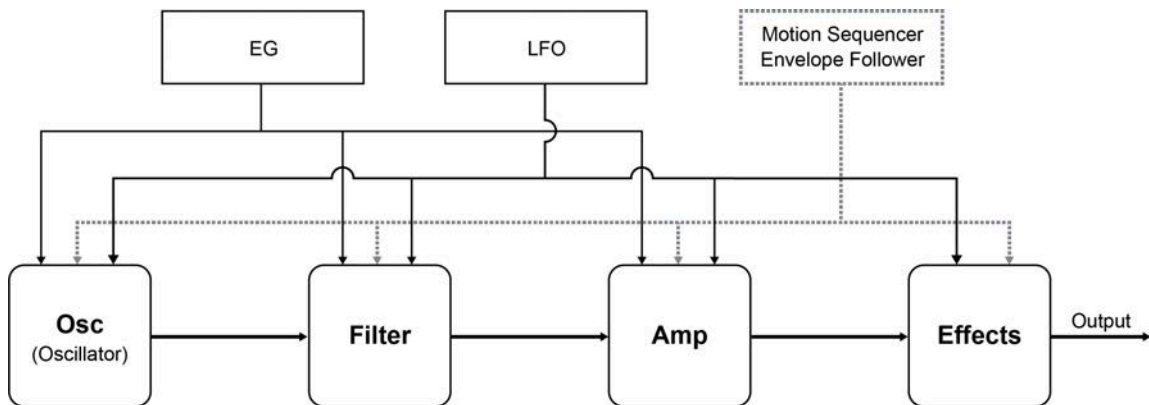 EG
LFO
Motion Sequencer
Envelope Follower
Osc
(Oscillator)
Filter
Amp
Effects
Output